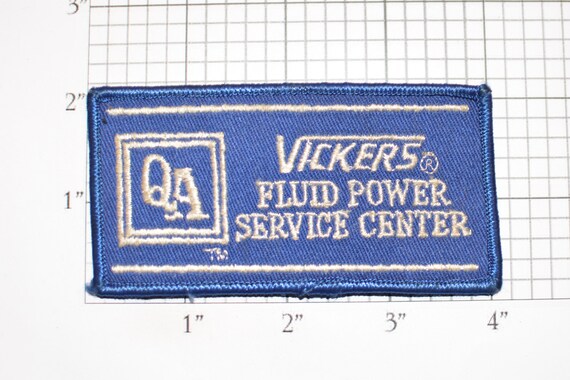 3"
2"
1"
QA
TM
VICKERS®
FLUID POWER
SERVICE CENTER
1"
2"
3"
4"